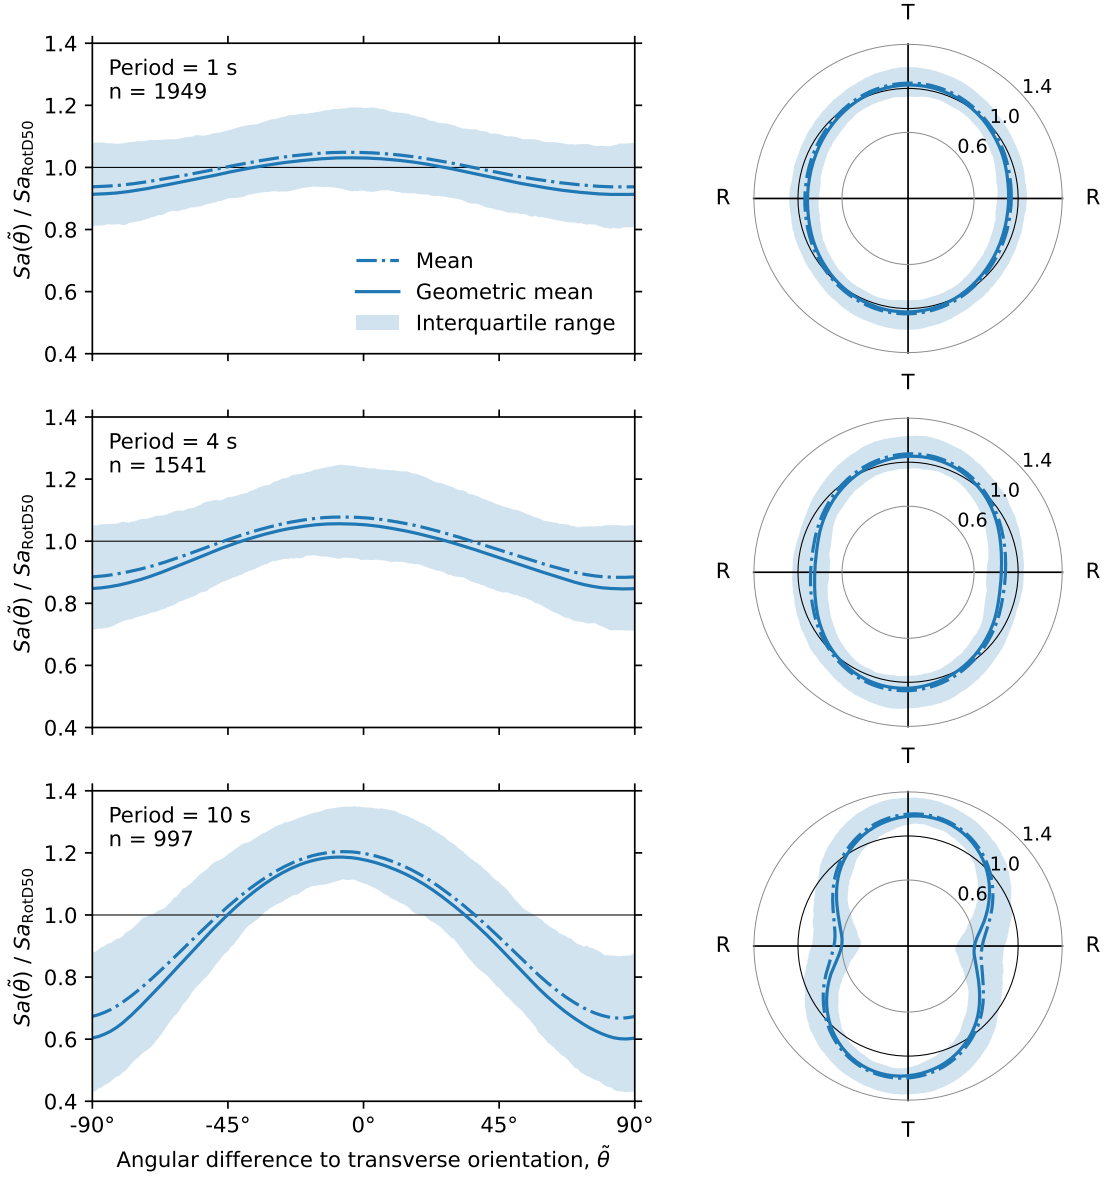 1.4
Period = 1 s
n = 1949
1.2
1.0
0.8
0.6
0.4
Sa(θ̃) / Sa_RotD50
Mean
Geometric mean
Interquartile range
T
R
R
1.4
1.0
0.6
T
1.4
Period = 4 s
n = 1541
1.2
1.0
0.8
0.6
0.4
Sa(θ̃) / Sa_RotD50
R
R
1.4
1.0
0.6
T
1.4
Period = 10 s
n = 997
1.2
1.0
0.8
0.6
0.4
Sa(θ̃) / Sa_RotD50
-90°
-45°
0°
45°
90°
Angular difference to transverse orientation, θ̃
R
R
1.4
1.0
0.6
T